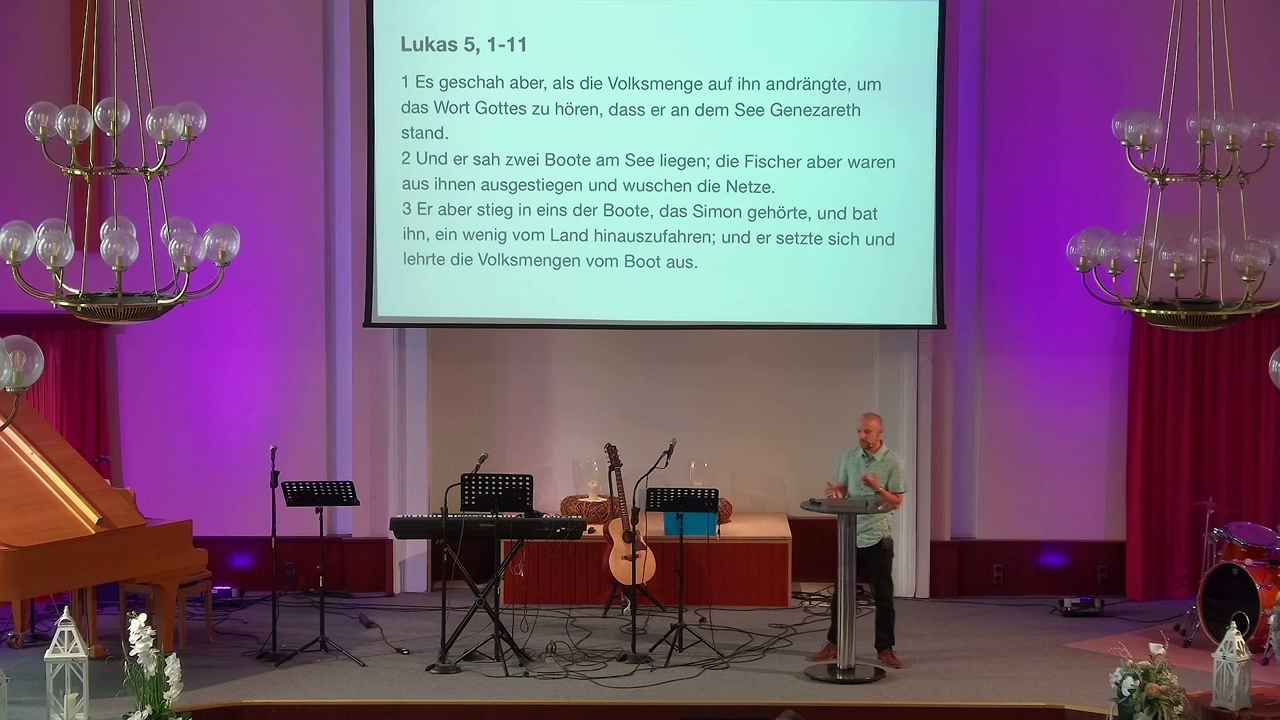 Lukas 5, 1-11
1 Es geschah aber, als die Volksmenge auf ihn andrängte, um
das Wort Gottes zu hören, dass er an dem See Genezareth
stand.
2 Und er sah zwei Boote am See liegen; die Fischer aber waren
aus ihnen ausgestiegen und wuschen die Netze.
3 Er aber stieg in eins der Boote, das Simon gehörte, und bat
ihn, ein wenig vom Land hinauszufahren; und er setzte sich und
lehrte die Volksmengen vom Boot aus.